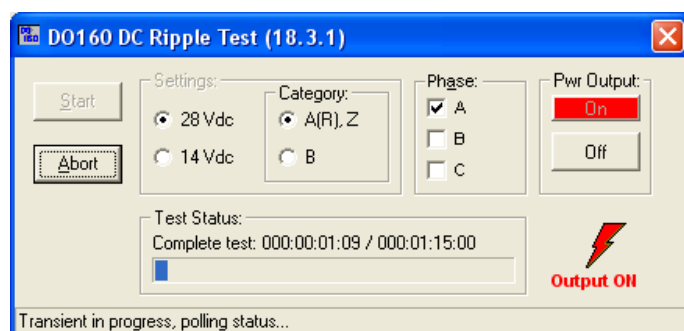 DO160 DC Ripple Test (18.3.1)
Start
Abort
Settings:
28 Vdc
14 Vdc
Category:
A(R), Z
B
Phase:
A
B
C
Pwr Output:
On
Off
Test Status:
Complete test: 000:00:01:09 / 000:01:15:00
Output ON
Transient in progress, polling status...